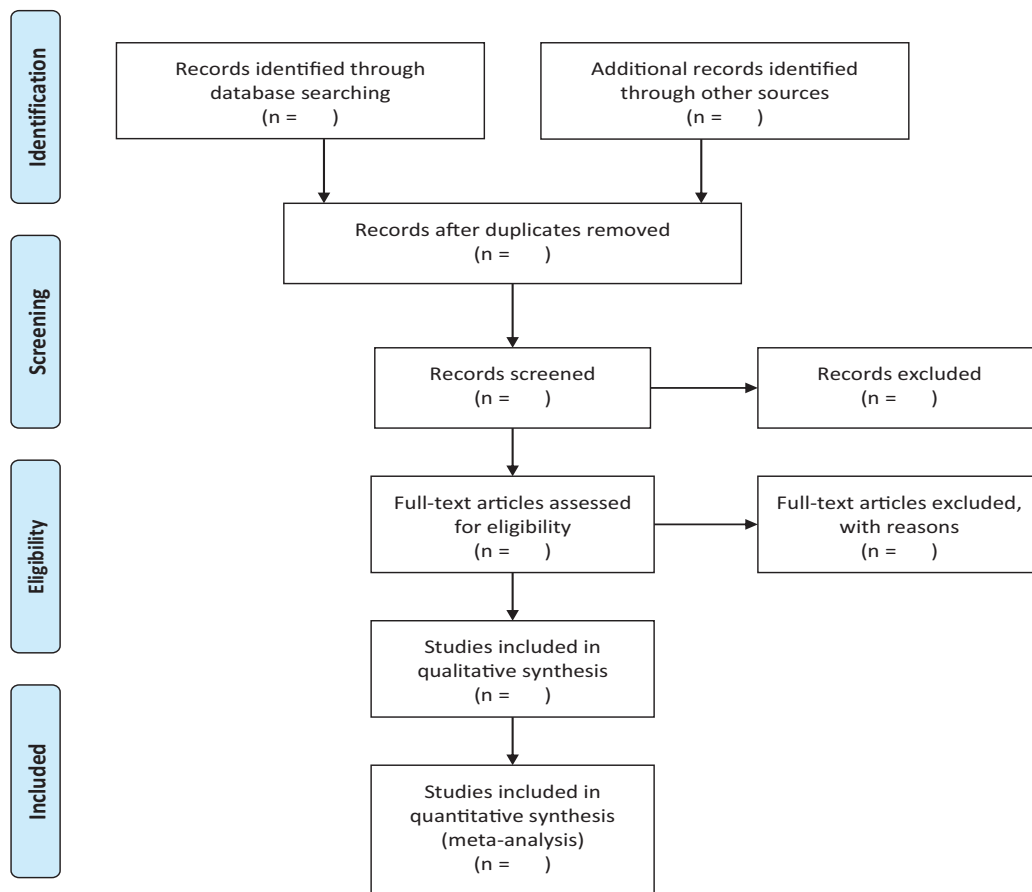 Identification
Records identified through
database searching
(n =      )
Additional records identified
through other sources
(n =      )
Records after duplicates removed
(n =      )
Screening
Records screened
(n =      )
Records excluded
(n =      )
Eligibility
Full-text articles assessed
for eligibility
(n =      )
Full-text articles excluded,
with reasons
(n =      )
Studies included in
qualitative synthesis
(n =      )
Included
Studies included in
quantitative synthesis
(meta-analysis)
(n =      )